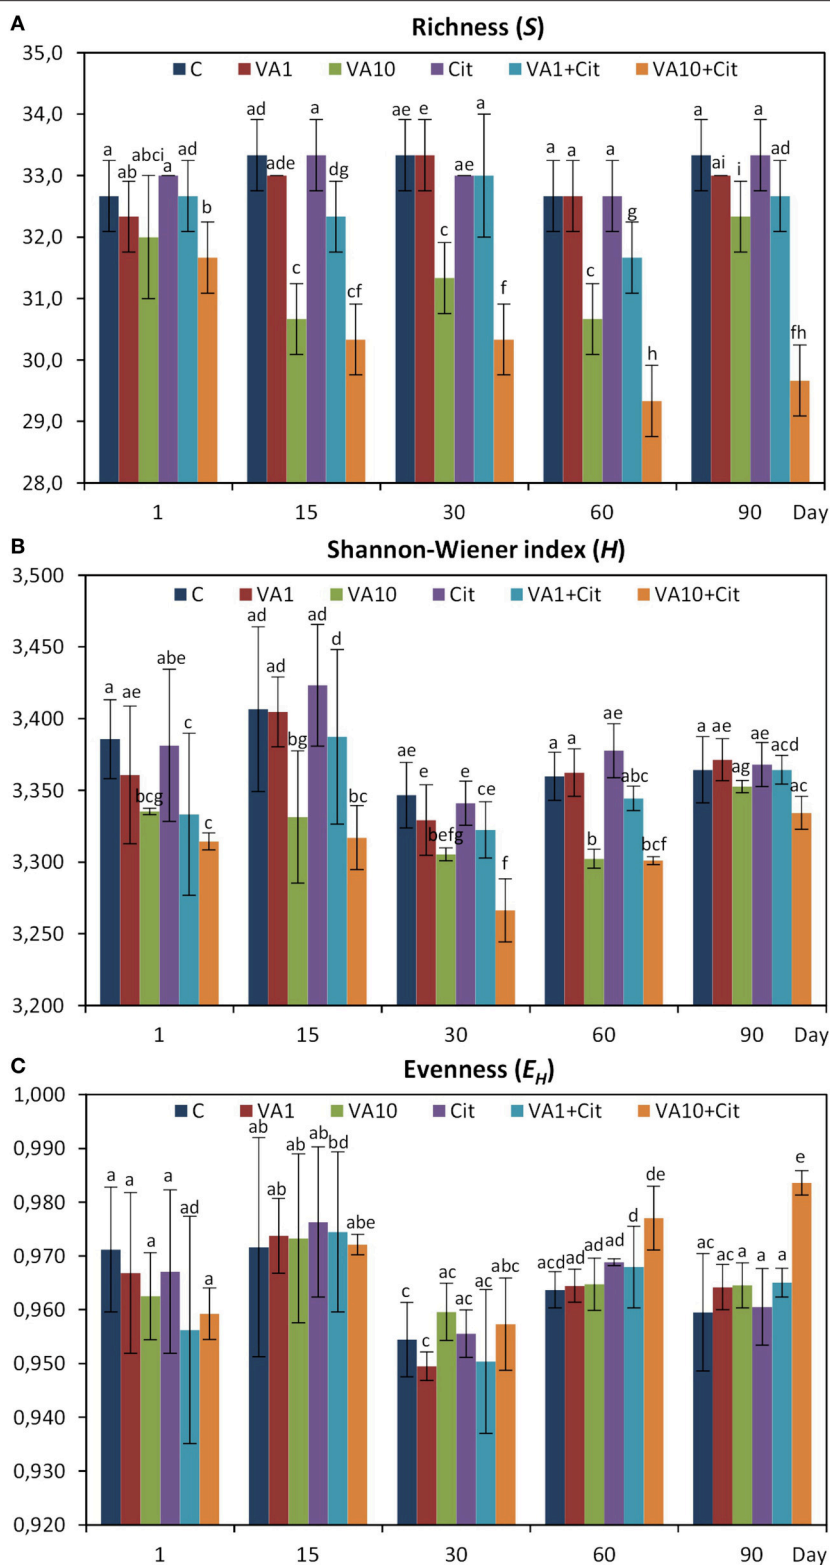 A
Richness (S)
35,0
C VA1 VA10 Cit VA1+Cit VA10+Cit
34,0
ad a ae e a a a
a ab abci a ad ade dg ae a a a ai i ad
33,0
b g
32,0
c c
31,0
c cf f
30,0
h fh
29,0
28,0
1 15 30 60 90 Day
B
Shannon-Wiener index (H)
3,500
C VA1 VA10 Cit VA1+Cit VA10+Cit
ad ad
3,450
a ae abe c ad d
3,400
bg ae e e ce a a ae a ae ag ae acd
3,350
bcg c bc befg b abc bcf ac
3,300
f
3,250
3,200
1 15 30 60 90 Day
C
Evenness (E_H)
1,000
C VA1 VA10 Cit VA1+Cit VA10+Cit
0,990
ab ab ab ab bd e
a a a a ad abe de
0,980
0,970
a c c ac ac ac abc acd ad ad ad d ac ac a a a
0,960
0,950
0,940
0,930
0,920
1 15 30 60 90 Day